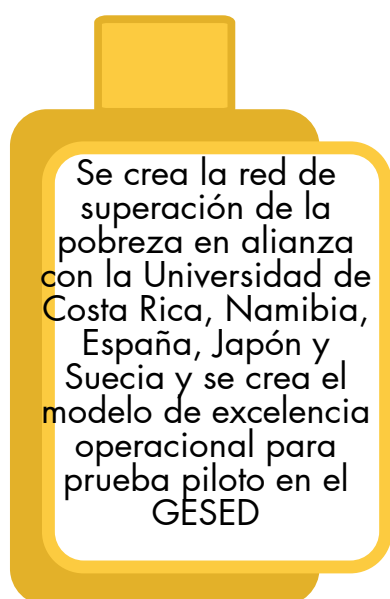 Se crea la red de
superación de la
pobreza en alianza
con la Universidad de
Costa Rica, Namibia,
España, Japón y
Suecia y se crea el
modelo de excelencia
operacional para
prueba piloto en el
GESED